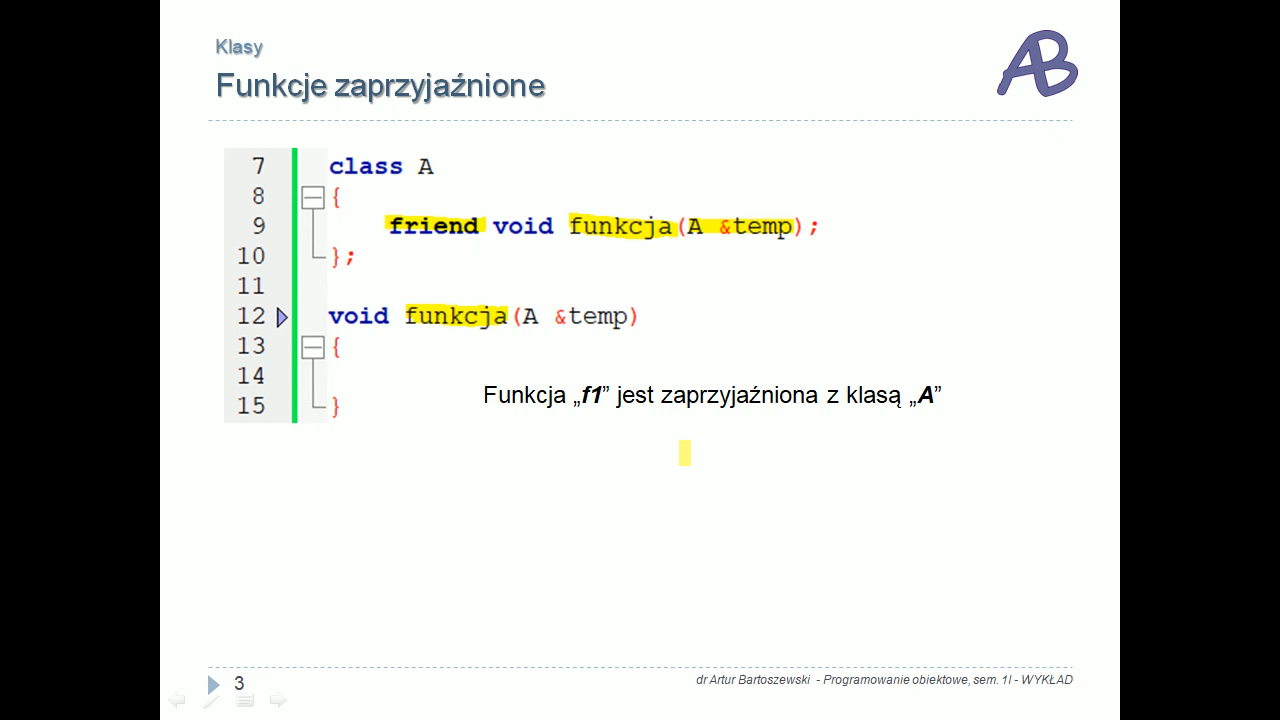 Klasy
Funkcje zaprzyjaźnione
AB
7 class A
8 {
9 friend void funkcja(A &temp);
10 };
11
12 void funkcja(A &temp)
13 {
14
15 }
Funkcja „f1” jest zaprzyjaźniona z klasą „A”
3
dr Artur Bartoszewski - Programowanie obiektowe, sem. 1I - WYKŁAD